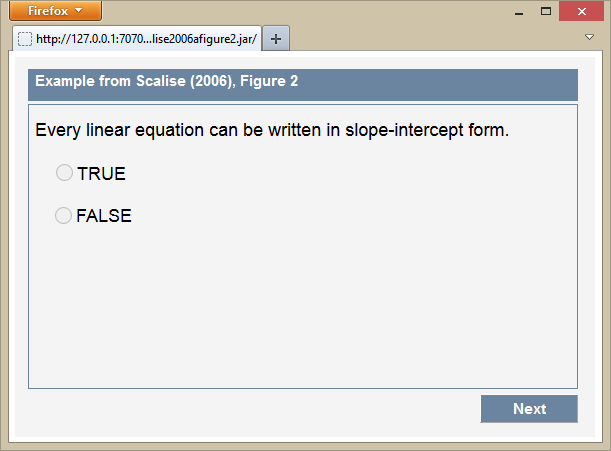 Firefox
http://127.0.0.1:7070...lise2006afigure2.jar/
Example from Scalise (2006), Figure 2
Every linear equation can be written in slope-intercept form.
TRUE
FALSE
Next